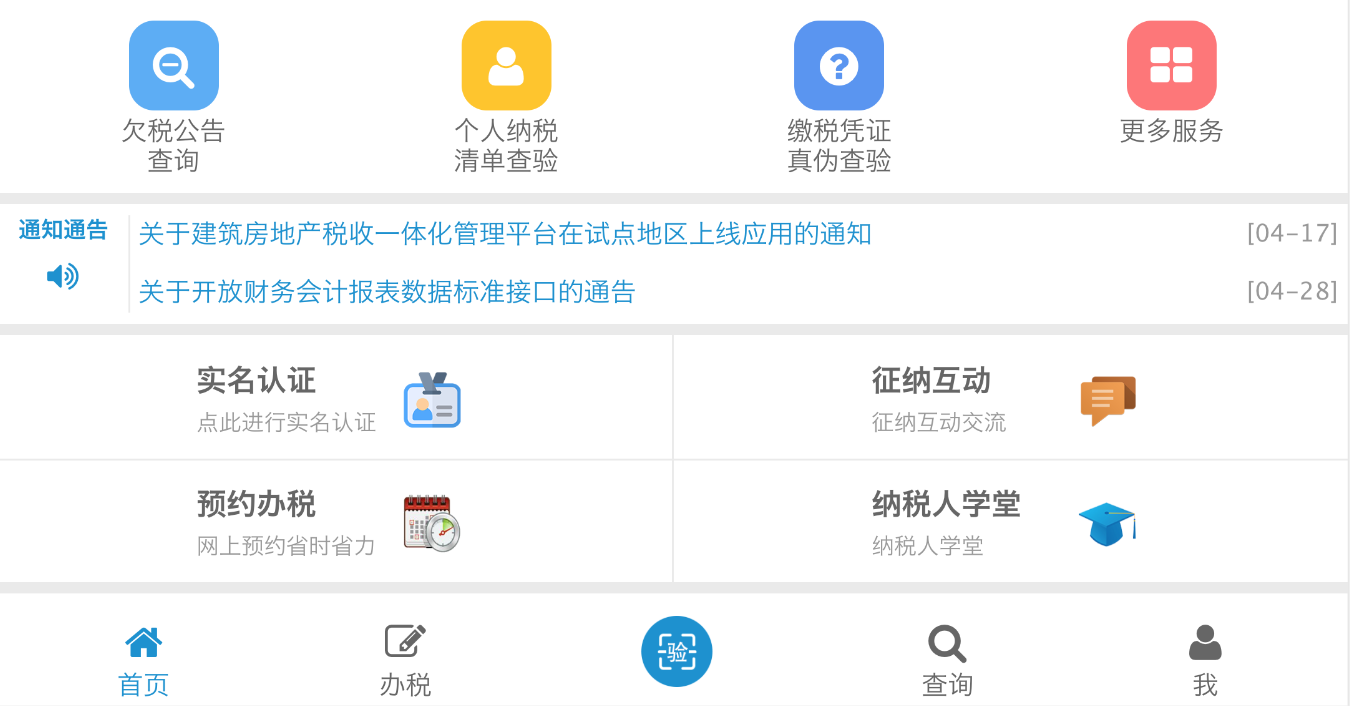 欠税公告 个人纳税 缴税凭证 更多服务
查询 清单查验 真伪查验
通知通告 关于建筑房地产税收一体化管理平台在试点地区上线应用的通知 [04-17]
关于开放财务会计报表数据标准接口的通告 [04-28]
实名认证 征纳互动
点此进行实名认证 征纳互动交流
预约办税 纳税人学堂
网上预约省时省力 纳税人学堂
验
首页 办税 查询 我